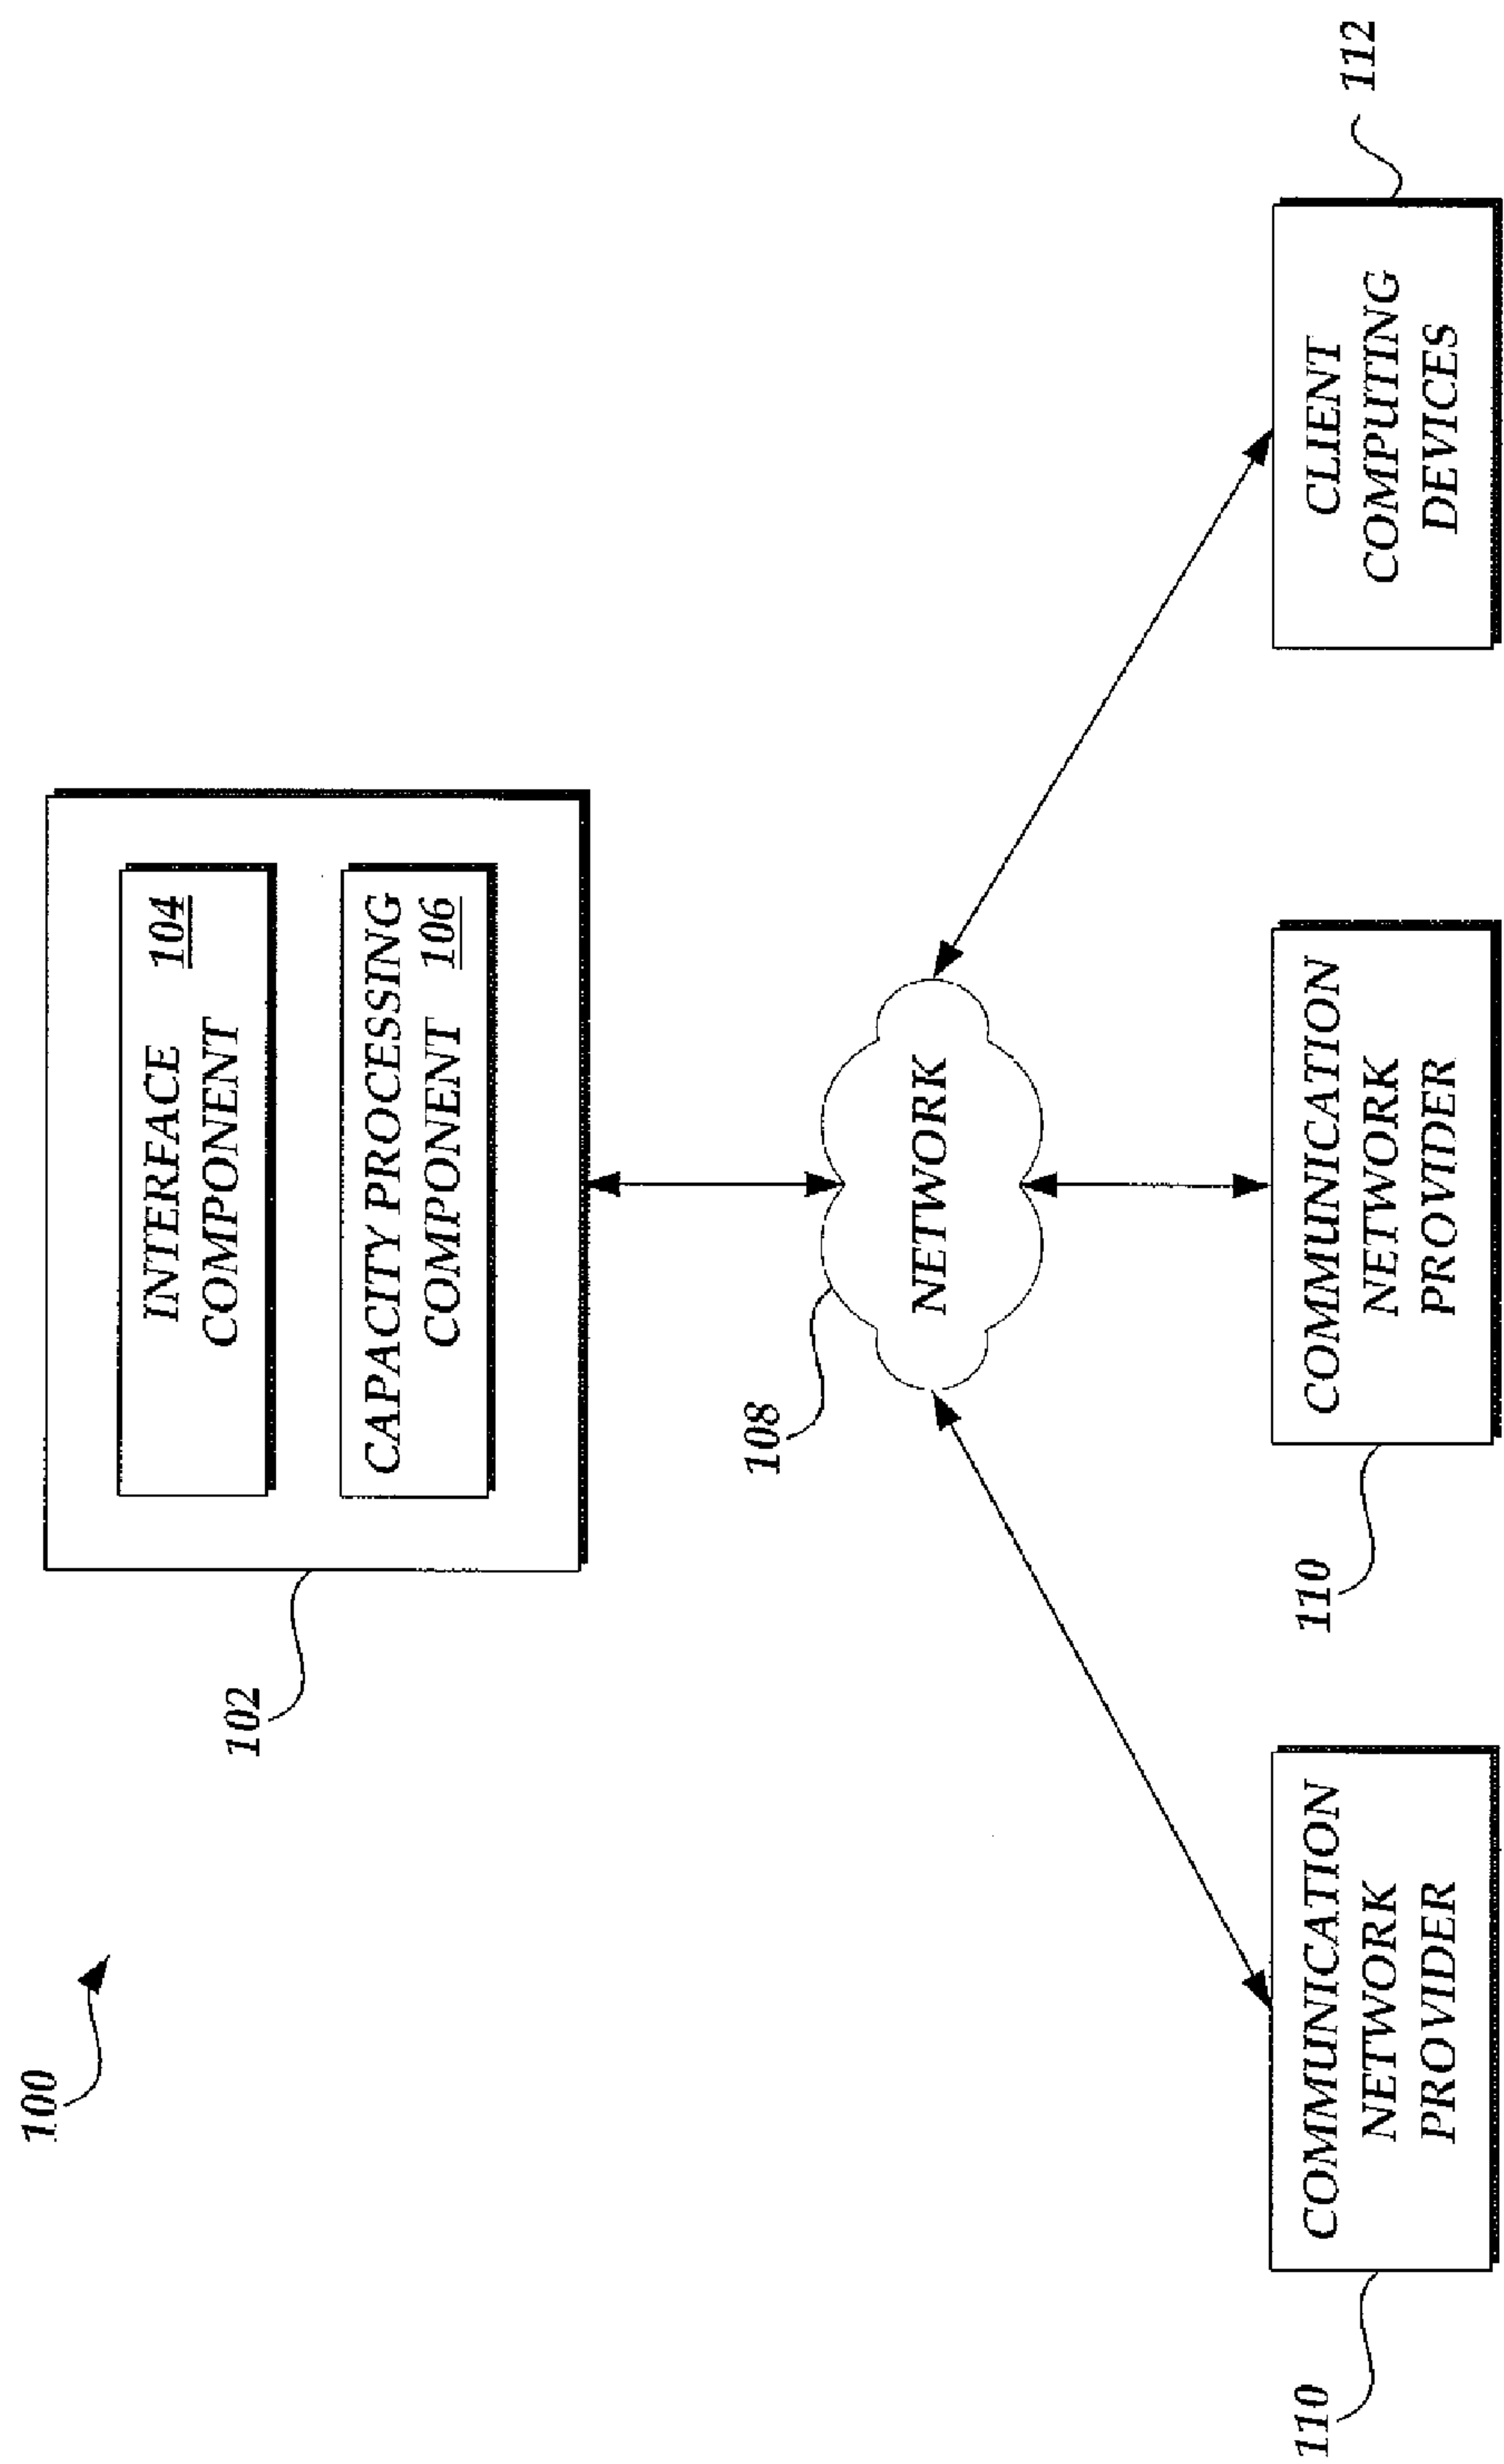 100
102
INTERFACE
COMPONENT 104
CAPACITY PROCESSING
COMPONENT 106
108
NETWORK
110
COMMUNICATION
NETWORK
PROVIDER
110
COMMUNICATION
NETWORK
PROVIDER
CLIENT
COMPUTING
DEVICES
112